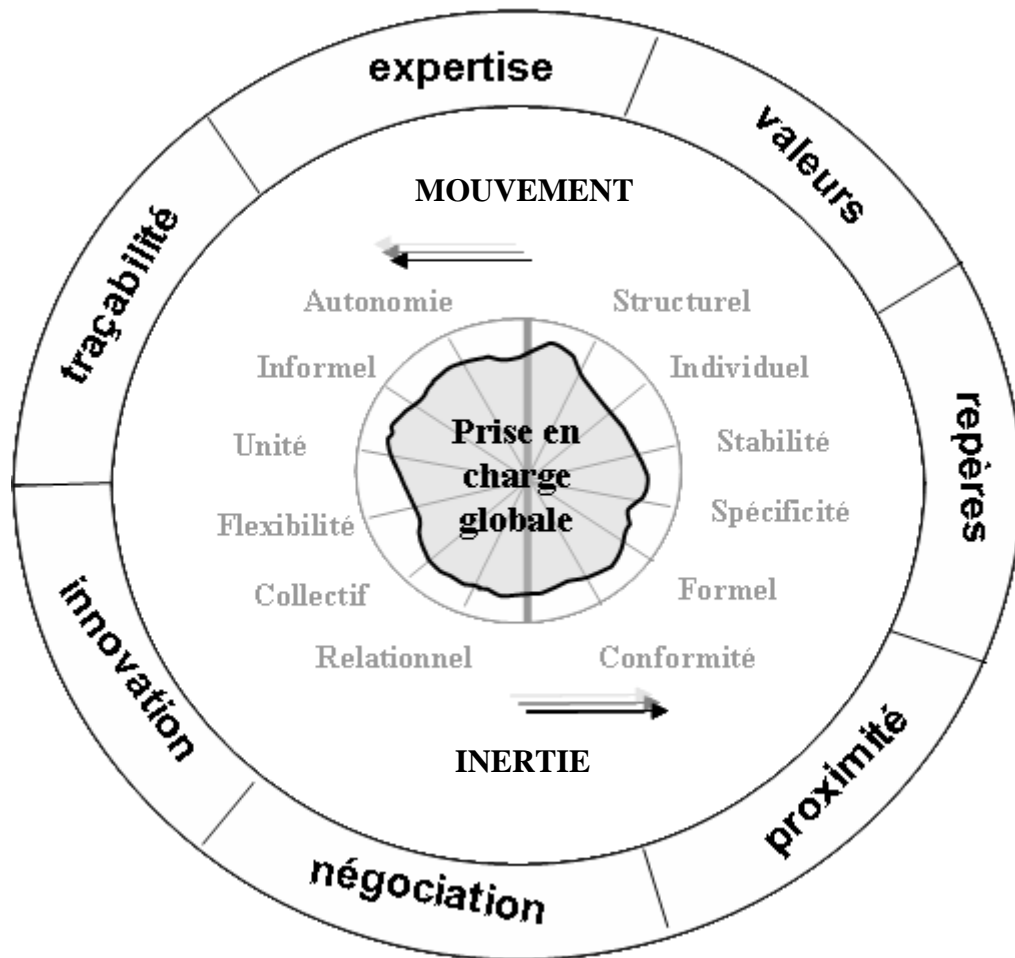 expertise
valeurs
MOUVEMENT
traçabilité
Autonomie
Structurel
Informel
Individuel
repères
Unité
Prise en
charge
globale
Stabilité
Flexibilité
Spécificité
Collectif
Formel
innovation
Relationnel
Conformité
proximité
INERTIE
négociation